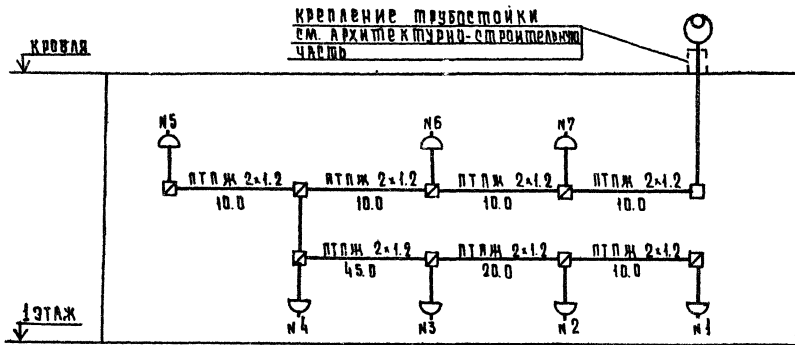 КРЕПЛЕНИЕ ТРУБОСТОЙКИ
СМ. АРХИТЕКТУРНО-СТРОИТЕЛЬНУЮ
ЧАСТЬ
КРОВЛЯ
N5
N6
N7
ПТПЖ 2×1.2
ПТПЖ 2×1.2
ПТПЖ 2×1.2
ПТПЖ 2×1.2
10.0
10.0
10.0
10.0
ПТПЖ 2×1.2
ПТПЖ 2×1.2
ПТПЖ 2×1.2
45.0
20.0
10.0
1 ЭТАЖ
N4
N3
N2
N1